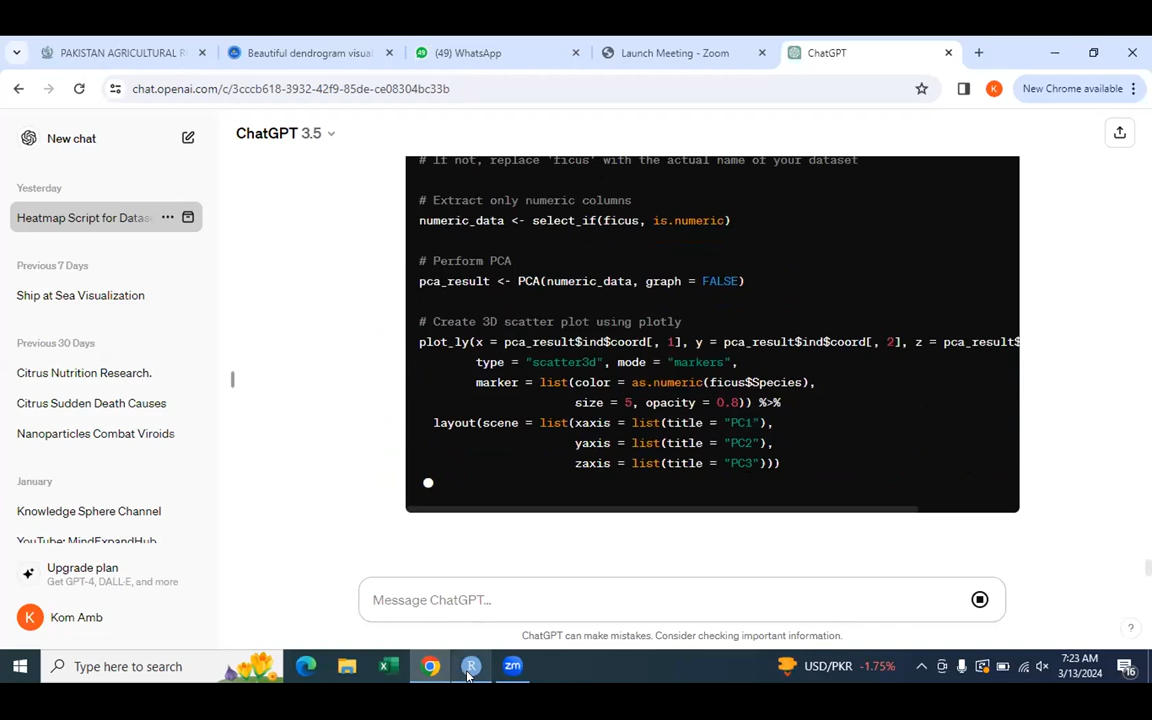 PAKISTAN AGRICULTURAL R
Beautiful dendrogram visual
(49) WhatsApp
Launch Meeting - Zoom
ChatGPT
chat.openai.com/c/3cccb618-3932-42f9-85de-ce08304bc33b
K
New Chrome available
New chat
ChatGPT 3.5
Yesterday
Heatmap Script for Datase
Previous 7 Days
Ship at Sea Visualization
Previous 30 Days
Citrus Nutrition Research.
Citrus Sudden Death Causes
Nanoparticles Combat Viroids
January
Knowledge Sphere Channel
YouTube: MindExpandHub
Upgrade plan
Get GPT-4, DALL·E, and more
K Kom Amb
# If not, replace 'ficus' with the actual name of your dataset
# Extract only numeric columns
numeric_data <- select_if(ficus, is.numeric)
# Perform PCA
pca_result <- PCA(numeric_data, graph = FALSE)
# Create 3D scatter plot using plotly
plot_ly(x = pca_result$ind$coord[, 1], y = pca_result$ind$coord[, 2], z = pca_result$
type = "scatter3d", mode = "markers",
marker = list(color = as.numeric(ficus$Species),
size = 5, opacity = 0.8)) %>%
layout(scene = list(xaxis = list(title = "PC1"),
yaxis = list(title = "PC2"),
zaxis = list(title = "PC3")))
Message ChatGPT...
ChatGPT can make mistakes. Consider checking important information.
?
Type here to search
R
zm
USD/PKR -1.75%
7:23 AM
3/13/2024
16